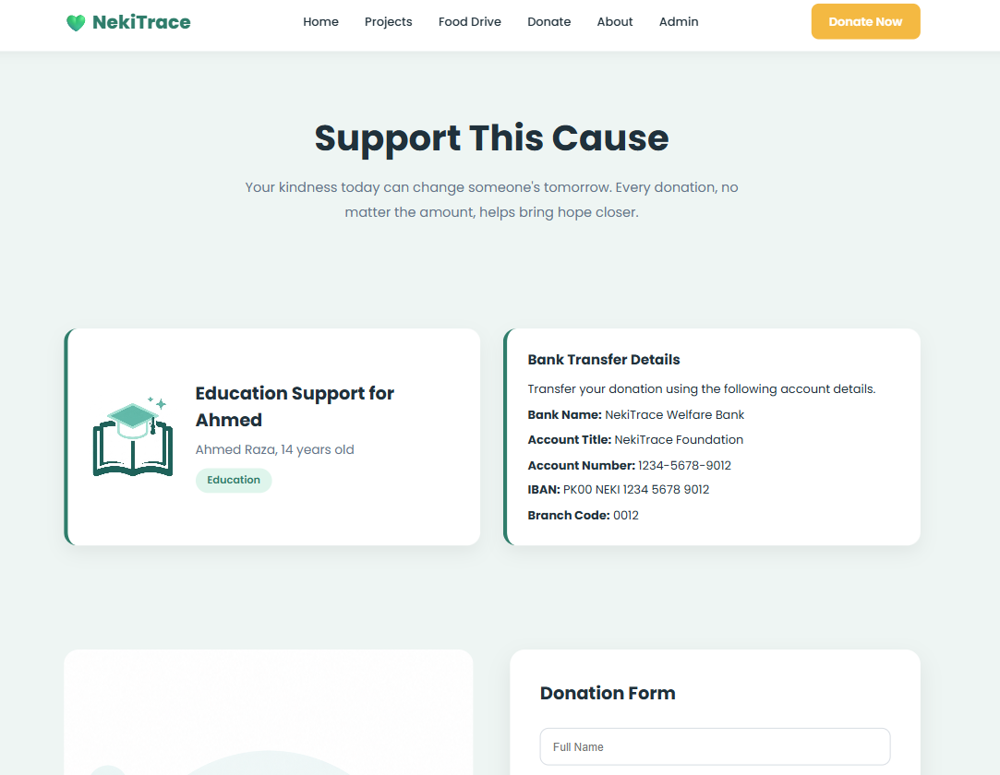 NekiTrace
Home
Projects
Food Drive
Donate
About
Admin
Donate Now
Support This Cause
Your kindness today can change someone's tomorrow. Every donation, no
matter the amount, helps bring hope closer.
Education Support for
Ahmed
Ahmed Raza, 14 years old
Education
Bank Transfer Details
Transfer your donation using the following account details.
Bank Name: NekiTrace Welfare Bank
Account Title: NekiTrace Foundation
Account Number: 1234-5678-9012
IBAN: PK00 NEKI 1234 5678 9012
Branch Code: 0012
Donation Form
Full Name